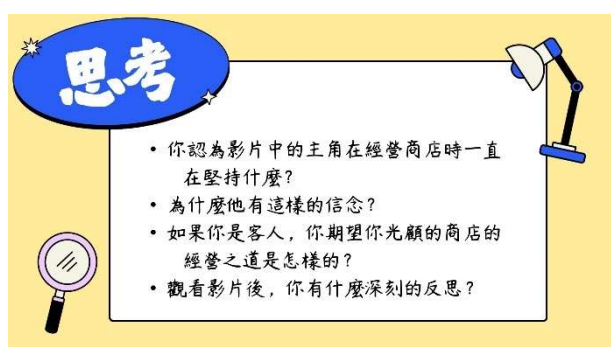 思考
• 你認為影片中的主角在經營商店時一直
在堅持什麼？
• 為什麼他有這樣的信念？
• 如果你是客人，你期望你光顧的商店的
經營之道是怎樣的？
• 觀看影片後，你有什麼深刻的反思？